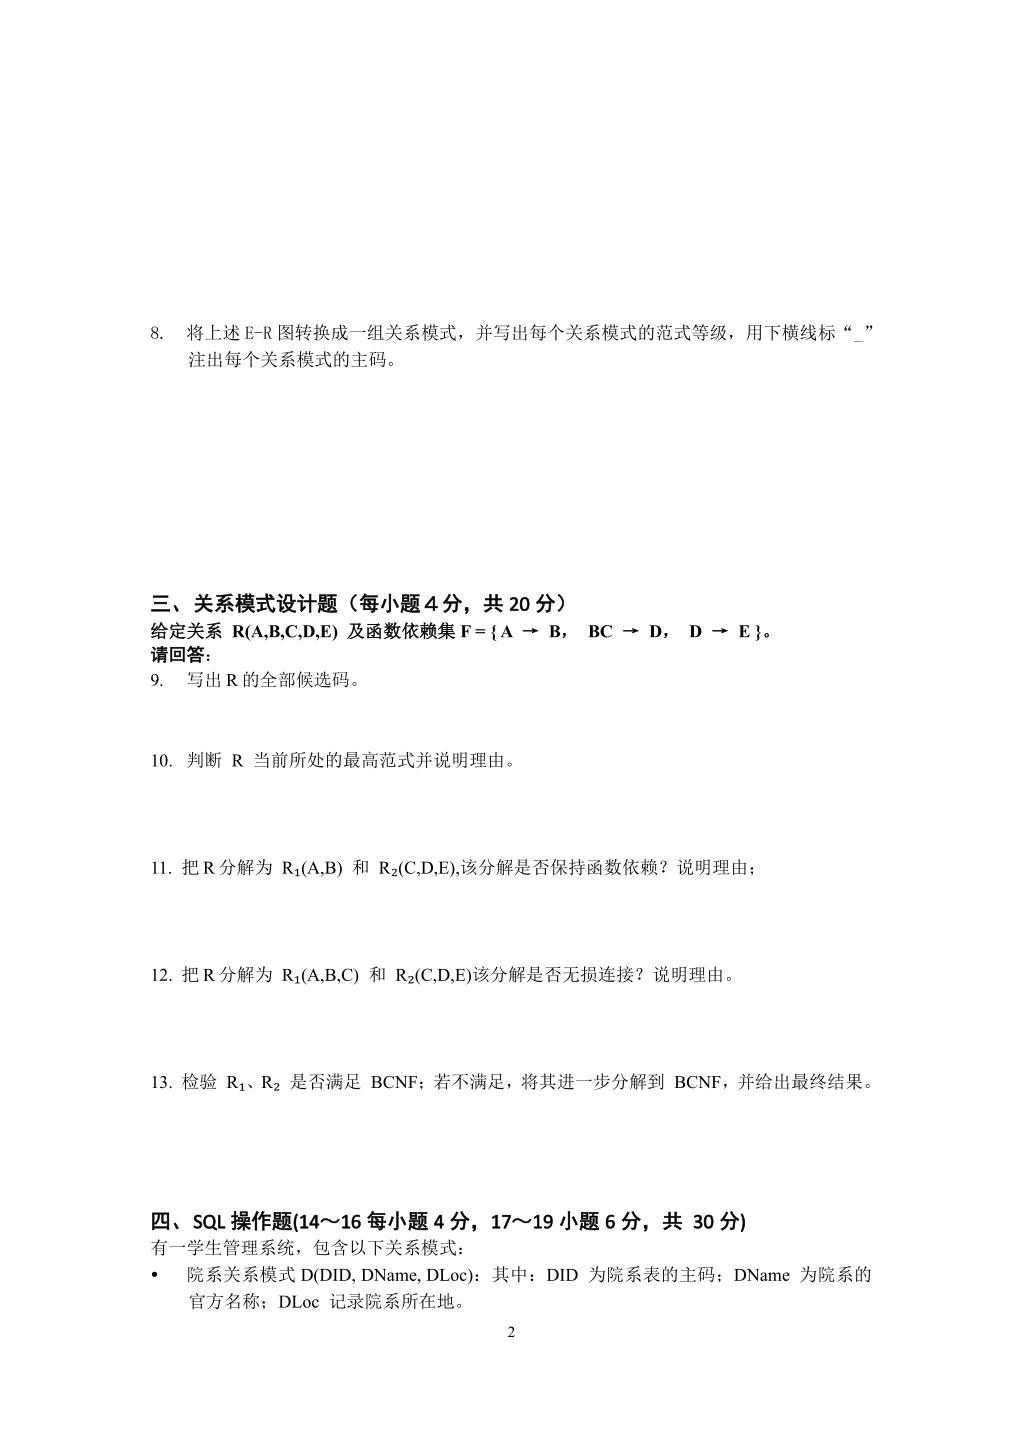 8. 将上述 E-R 图转换成一组关系模式，并写出每个关系模式的范式等级，用下横线标“_”
注出每个关系模式的主码。
三、关系模式设计题（每小题４分，共 20 分）
给定关系 R(A,B,C,D,E) 及函数依赖集 F = { A → B， BC → D， D → E }。
请回答：
9. 写出 R 的全部候选码。
10. 判断 R 当前所处的最高范式并说明理由。
11. 把 R 分解为 R₁(A,B) 和 R₂(C,D,E),该分解是否保持函数依赖？说明理由；
12. 把 R 分解为 R₁(A,B,C) 和 R₂(C,D,E)该分解是否无损连接？说明理由。
13. 检验 R₁、R₂ 是否满足 BCNF；若不满足，将其进一步分解到 BCNF，并给出最终结果。
四、SQL 操作题(14～16 每小题 4 分，17～19 小题 6 分，共 30 分)
有一学生管理系统，包含以下关系模式：
• 院系关系模式 D(DID, DName, DLoc)：其中：DID 为院系表的主码；DName 为院系的
官方名称；DLoc 记录院系所在地。
2